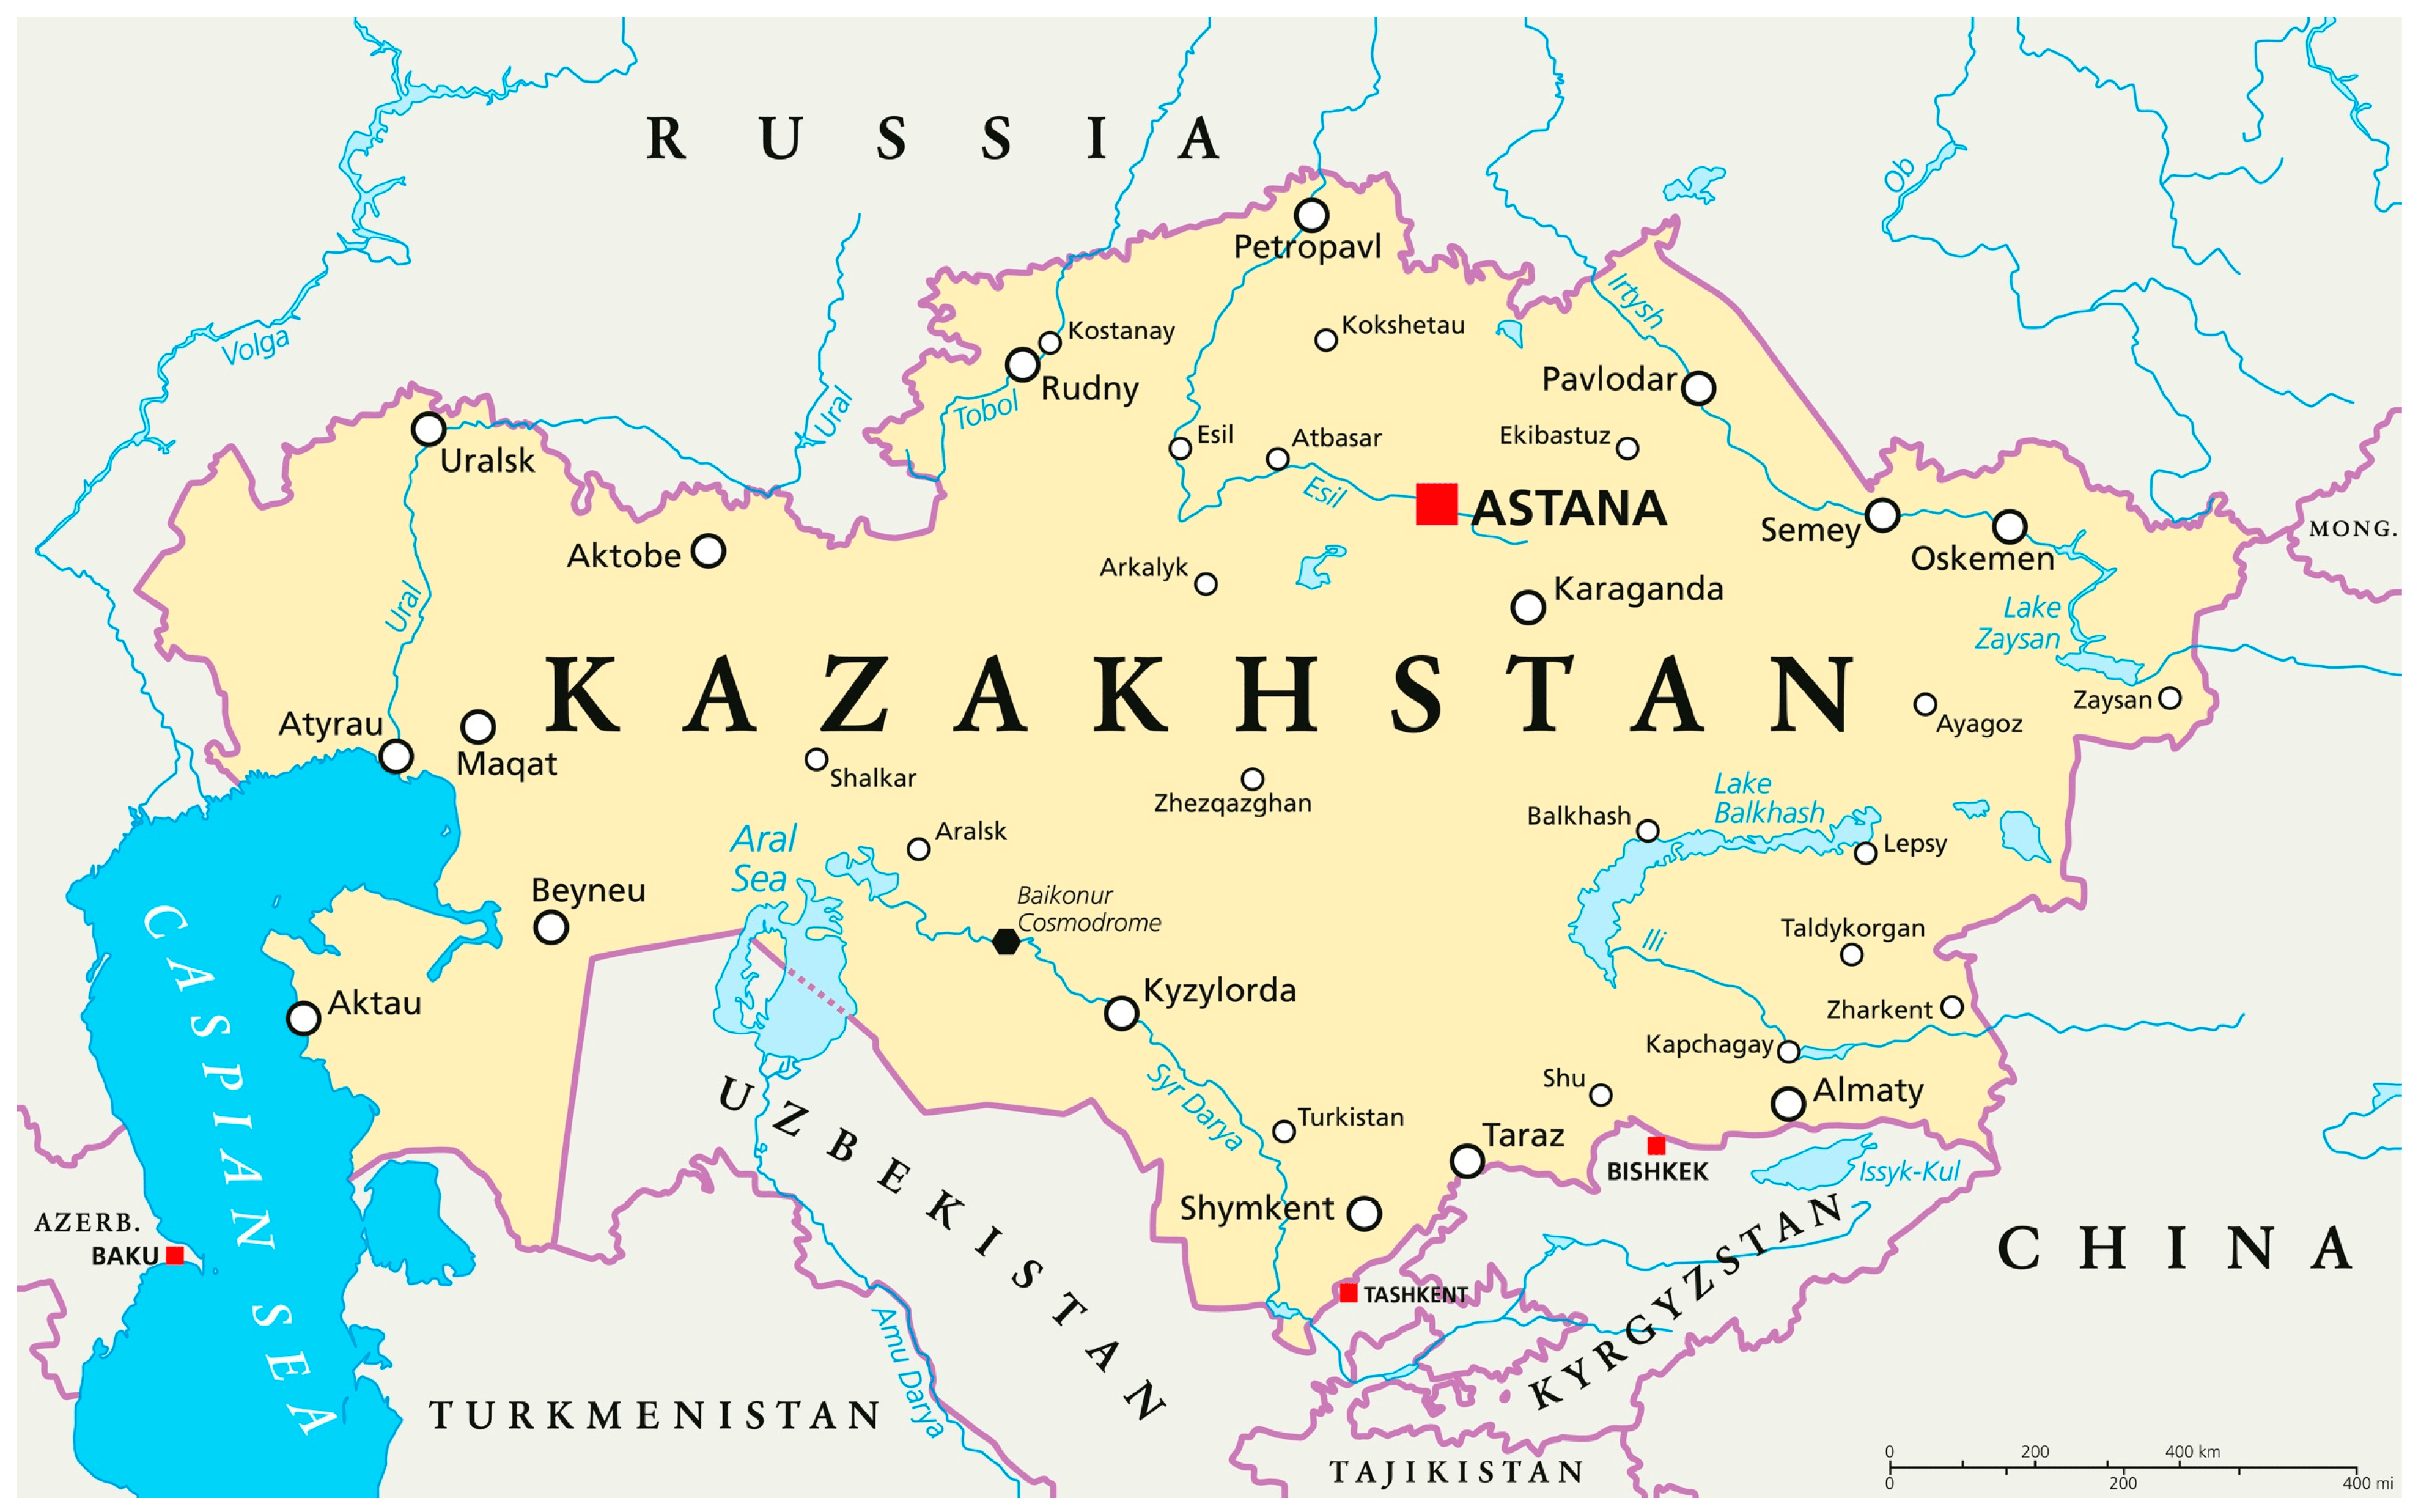 RUSSIA
Ob
Petropavl
Irtysh
Volga
Kostanay
Kokshetau
Rudny
Pavlodar
Tobol
Ural
Esil
Atbasar
Ekibastuz
Uralsk
Esil
ASTANA
Semey
MONG.
Aktobe
Oskemen
Arkalyk
Karaganda
Ural
Lake
Zaysan
KAZAKHSTAN
Zaysan
Atyrau
Ayagoz
Maqat
Shalkar
Zhezqazghan
Lake
Balkhash
Balkhash
Aral
Sea
Aralsk
Lepsy
Beyneu
Baikonur
Cosmodrome
Taldykorgan
Ili
CASPIAN SEA
Aktau
Kyzylorda
Zharkent
Kapchagay
Shu
Almaty
Syr Darya
UZBEKISTAN
Turkistan
Taraz
BISHKEK
Issyk-Kul
Shymkent
AZERB.
BAKU
CHINA
TASHKENT
KYRGYZSTAN
Amu Darya
TURKMENISTAN
TAJIKISTAN
0 200 400 km
0 200 400 mi